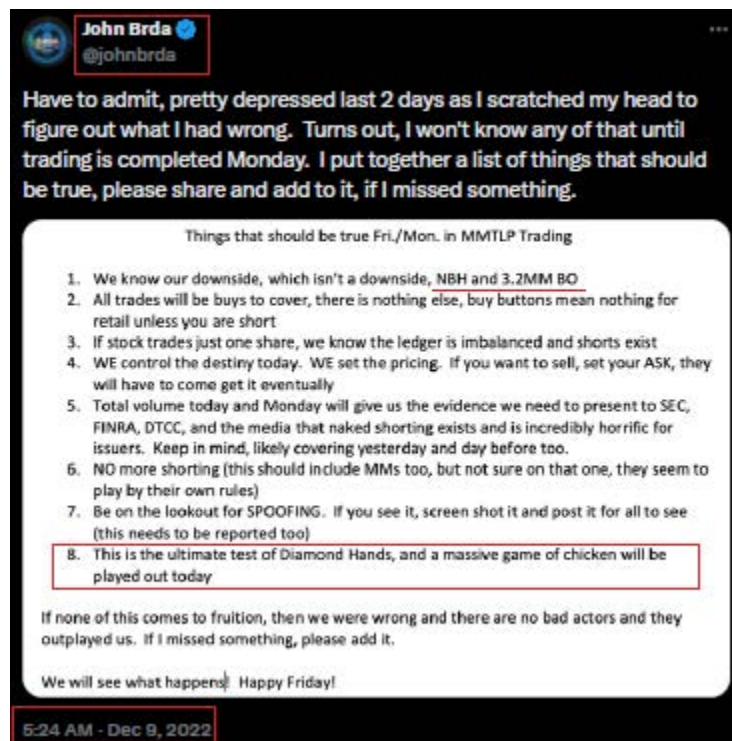 John Brda
@johnbrda
Have to admit, pretty depressed last 2 days as I scratched my head to
figure out what I had wrong. Turns out, I won't know any of that until
trading is completed Monday. I put together a list of things that should
be true, please share and add to it, if I missed something.
Things that should be true Fri./Mon. in MMTLP Trading
1. We know our downside, which isn't a downside, NBH and 3.2MM BO
2. All trades will be buys to cover, there is nothing else, buy buttons mean nothing for
retail unless you are short
3. If stock trades just one share, we know the ledger is imbalanced and shorts exist
4. WE control the destiny today. WE set the pricing. If you want to sell, set your ASK, they
will have to come get it eventually
5. Total volume today and Monday will give us the evidence we need to present to SEC,
FINRA, DTCC, and the media that naked shorting exists and is incredibly horrific for
issuers. Keep in mind, likely covering yesterday and day before too.
6. NO more shorting (this should include MMs too, but not sure on that one, they seem to
play by their own rules)
7. Be on the lookout for SPOOFING. If you see it, screen shot it and post it for all to see
(this needs to be reported too)
8. This is the ultimate test of Diamond Hands, and a massive game of chicken will be
played out today
If none of this comes to fruition, then we were wrong and there are no bad actors and they
outplayed us. If I missed something, please add it.
We will see what happens! Happy Friday!
5:24 AM - Dec 9, 2022